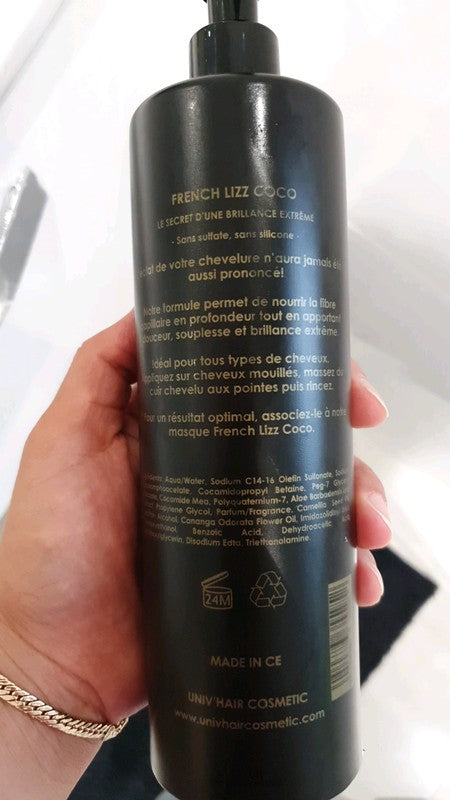 FRENCH LIZZ COCO
LE SECRET D'UNE BRILLANCE EXTRÊME
- Sans sulfate, sans silicone -
éclat de votre chevelure n'aura jamais été
aussi prononcé!
Notre formule permet de nourrir la fibre
capillaire en profondeur tout en apportant
douceur, souplesse et brillance extrême.
Idéal pour tous types de cheveux.
Appliquez sur cheveux mouillés, massez du
cuir chevelu aux pointes puis rincez.
Pour un résultat optimal, associez-le à notre
masque French Lizz Coco.
Aqua/Water, Sodium C14-16 Olefin Sulfonate,
Cocamidopropyl Betaine, Peg-7
Cocamide Mea, Polyquaternium-7, Aloe Barbadensis
Propylene Glycol, Parfum/Fragrance, Camellia
Alcohol, Cananga Odorata Flower Oil, Imidazolidinyl
Benzoic Acid, Dehydroacetic
Disodium Edta, Triethanolamine.
24M
MADE IN CE
UNIV'HAIR COSMETIC
www.univhaircosmetic.com